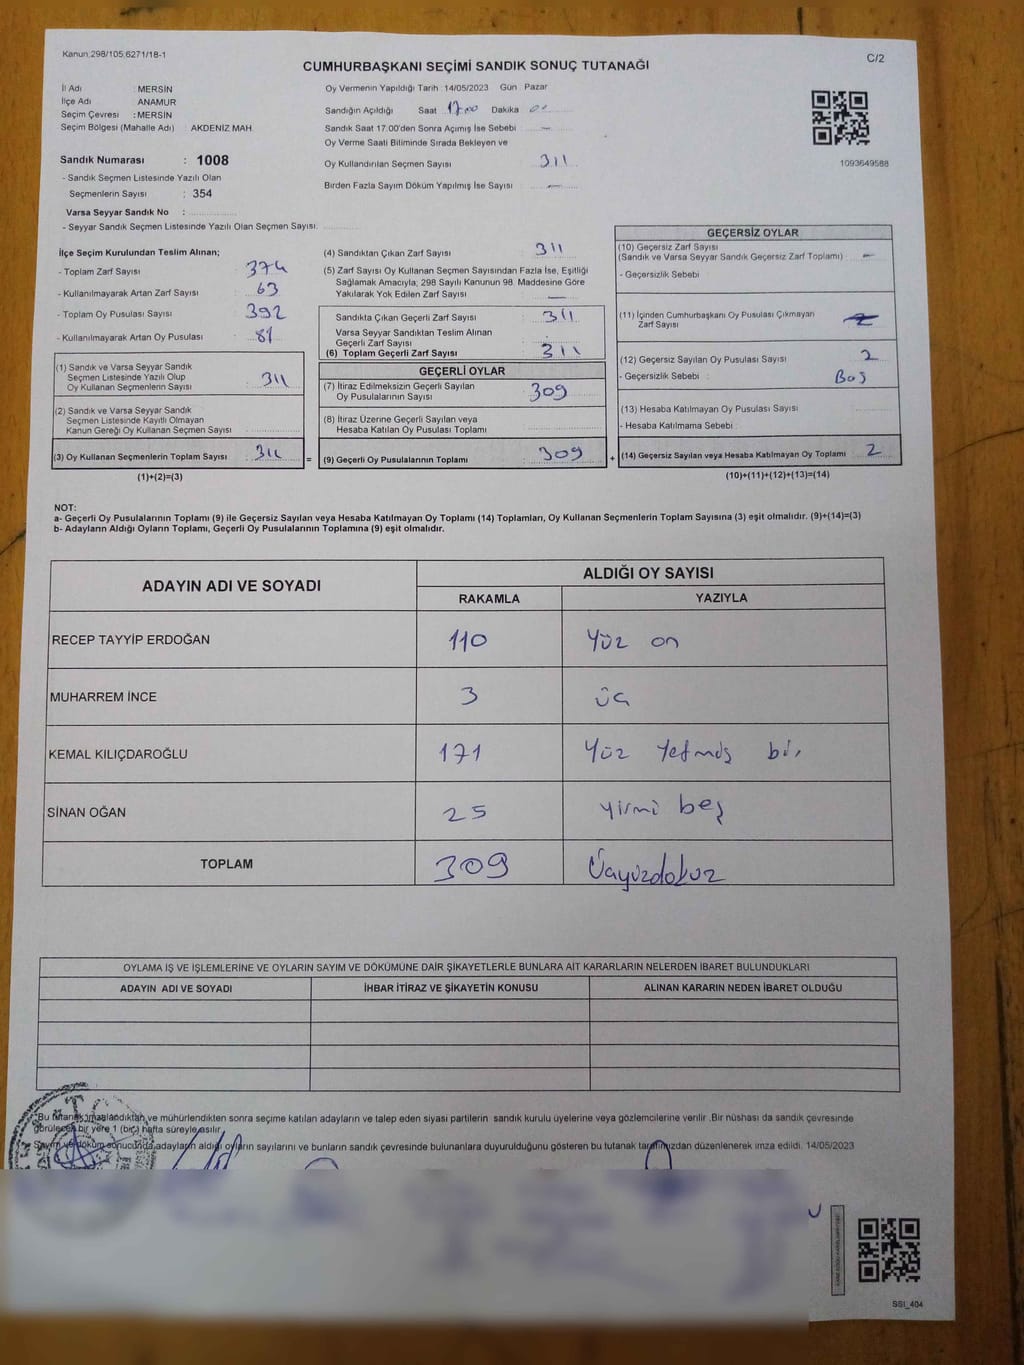 Kanun:298/105;6271/18-1
C/2
CUMHURBAŞKANI SEÇİMİ SANDIK SONUÇ TUTANAĞI
İl Adı : MERSİN
İlçe Adı : ANAMUR
Seçim Çevresi : MERSİN
Seçim Bölgesi (Mahalle Adı) : AKDENİZ MAH
Sandık Numarası : 1008
- Sandık Seçmen Listesinde Yazılı Olan
Seçmenlerin Sayısı : 354
Varsa Seyyar Sandık No :
- Seyyar Sandık Seçmen Listesinde Yazılı Olan Seçmen Sayısı:
Oy Vermenin Yapıldığı Tarih 14/05/2023 Gün Pazar
Sandığın Açıldığı Saat 17:00 Dakika 00
Sandık Saat 17:00'den Sonra Açımış İse Sebebi —
Oy Verme Saati Biliminde Sırada Bekleyen ve
Oy Kullandırılan Seçmen Sayısı 311
Birden Fazla Sayım Döküm Yapılmış İse Sayısı —
1093649588
İlçe Seçim Kurulundan Teslim Alınan;
- Toplam Zarf Sayısı : 374
- Kullanılmayarak Artan Zarf Sayısı : 63
- Toplam Oy Pusulası Sayısı : 392
- Kullanılmayarak Artan Oy Pusulası : 81
(1) Sandık ve Varsa Seyyar Sandık
Seçmen Listesinde Yazılı Olup
Oy Kullanan Seçmenlerin Sayısı : 311
(2) Sandık ve Varsa Seyyar Sandık
Seçmen Listesinde Kayıtlı Olmayan
Kanun Gereği Oy Kullanan Seçmen Sayısı :
(3) Oy Kullanan Seçmenlerin Toplam Sayısı : 311
(1)+(2)=(3)
(4) Sandıktan Çıkan Zarf Sayısı : 311
(5) Zarf Sayısı Oy Kullanan Seçmen Sayısından Fazla İse, Eşitliği
Sağlamak Amacıyla; 298 Sayılı Kanunun 98. Maddesine Göre
Yakılarak Yok Edilen Zarf Sayısı : —
Sandıkta Çıkan Geçerli Zarf Sayısı : 311
Varsa Seyyar Sandıktan Teslim Alınan
Geçerli Zarf Sayısı :
(6) Toplam Geçerli Zarf Sayısı : 311
GEÇERLİ OYLAR
(7) İtiraz Edilmeksizin Geçerli Sayılan
Oy Pusulalarının Sayısı : 309
(8) İtiraz Üzerine Geçerli Sayılan veya
Hesaba Katılan Oy Pusulası Toplamı :
= (9) Geçerli Oy Pusulalarının Toplamı : 309 +
GEÇERSİZ OYLAR
(10) Geçersiz Zarf Sayısı
(Sandık ve Varsa Seyyar Sandık Geçersiz Zarf Toplamı) : —
- Geçersizlik Sebebi :
(11) İçinden Cumhurbaşkanı Oy Pusulası Çıkmayan
Zarf Sayısı
(12) Geçersiz Sayılan Oy Pusulası Sayısı : 2
- Geçersizlik Sebebi : Boş
(13) Hesaba Katılmayan Oy Pusulası Sayısı :
- Hesaba Katılmama Sebebi :
(14) Geçersiz Sayılan veya Hesaba Katılmayan Oy Toplamı : 2
(10)+(11)+(12)+(13)=(14)
NOT:
a- Geçerli Oy Pusulalarının Toplamı (9) ile Geçersiz Sayılan veya Hesaba Katılmayan Oy Toplamı (14) Toplamları, Oy Kullanan Seçmenlerin Toplam Sayısına (3) eşit olmalıdır. (9)+(14)=(3)
b- Adayların Aldığı Oyların Toplamı, Geçerli Oy Pusulalarının Toplamına (9) eşit olmalıdır.
ADAYIN ADI VE SOYADI ALDIĞI OY SAYISI
RAKAMLA YAZIYLA
RECEP TAYYİP ERDOĞAN 110 Yüz on
MUHARREM İNCE 3 üç
KEMAL KILIÇDAROĞLU 171 Yüz Yetmiş bir
SİNAN OĞAN 25 yirmi beş
TOPLAM 309 Üçyüzdokuz
OYLAMA İŞ VE İŞLEMLERİNE VE OYLARIN SAYIM VE DÖKÜMÜNE DAİR ŞİKAYETLERLE BUNLARA AİT KARARLARIN NELERDEN İBARET BULUNDUKLARI
ADAYIN ADI VE SOYADI İHBAR İTİRAZ VE ŞİKAYETİN KONUSU ALINAN KARARIN NEDEN İBARET OLDUĞU
Bu tutanak imzalandıktan ve mühürlendikten sonra seçime katılan adayların ve talep eden siyasi partilerin sandık kurulu üyelerine veya gözlemcilerine verilir .Bir nüshası da sandık çevresinde
görülecek bir yere 1 (bir) hafta süreyle asılır.
Sayım ve döküm sonucunda adayların aldığı oyların sayılarını ve bunların sandık çevresinde bulunanlara duyurulduğunu gösteren bu tutanak tarafımızdan düzenlenerek imza edildi. 14/05/2023
SSI_404